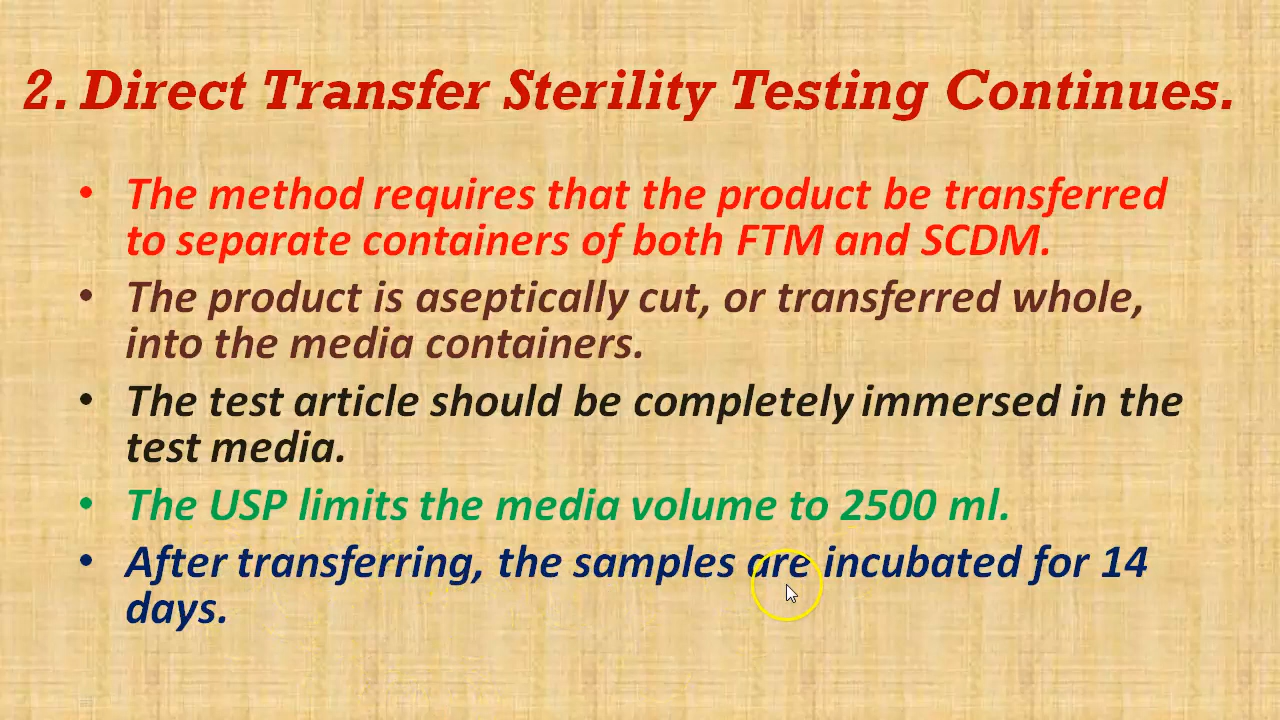 2. Direct Transfer Sterility Testing Continues.
• The method requires that the product be transferred
to separate containers of both FTM and SCDM.
• The product is aseptically cut, or transferred whole,
into the media containers.
• The test article should be completely immersed in the
test media.
• The USP limits the media volume to 2500 ml.
• After transferring, the samples are incubated for 14
days.